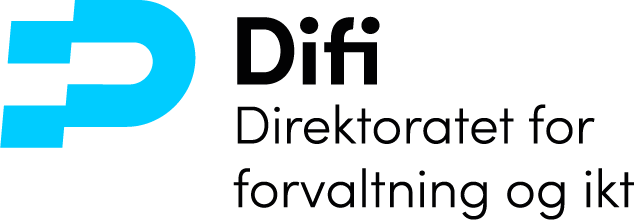 Difi
Direktoratet for
forvaltning og ikt